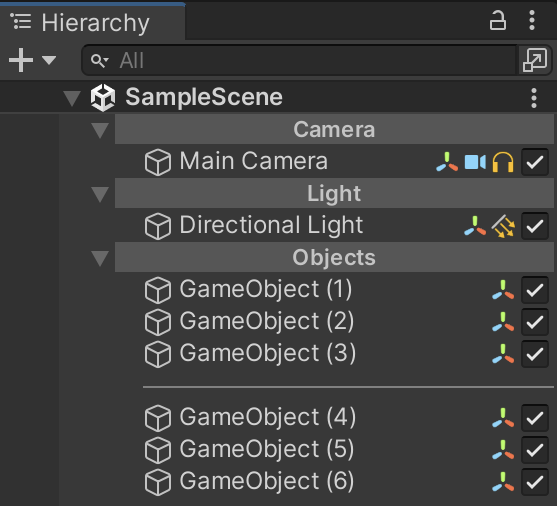 Hierarchy
All
SampleScene
Camera
Main Camera
Light
Directional Light
Objects
GameObject (1)
GameObject (2)
GameObject (3)
GameObject (4)
GameObject (5)
GameObject (6)